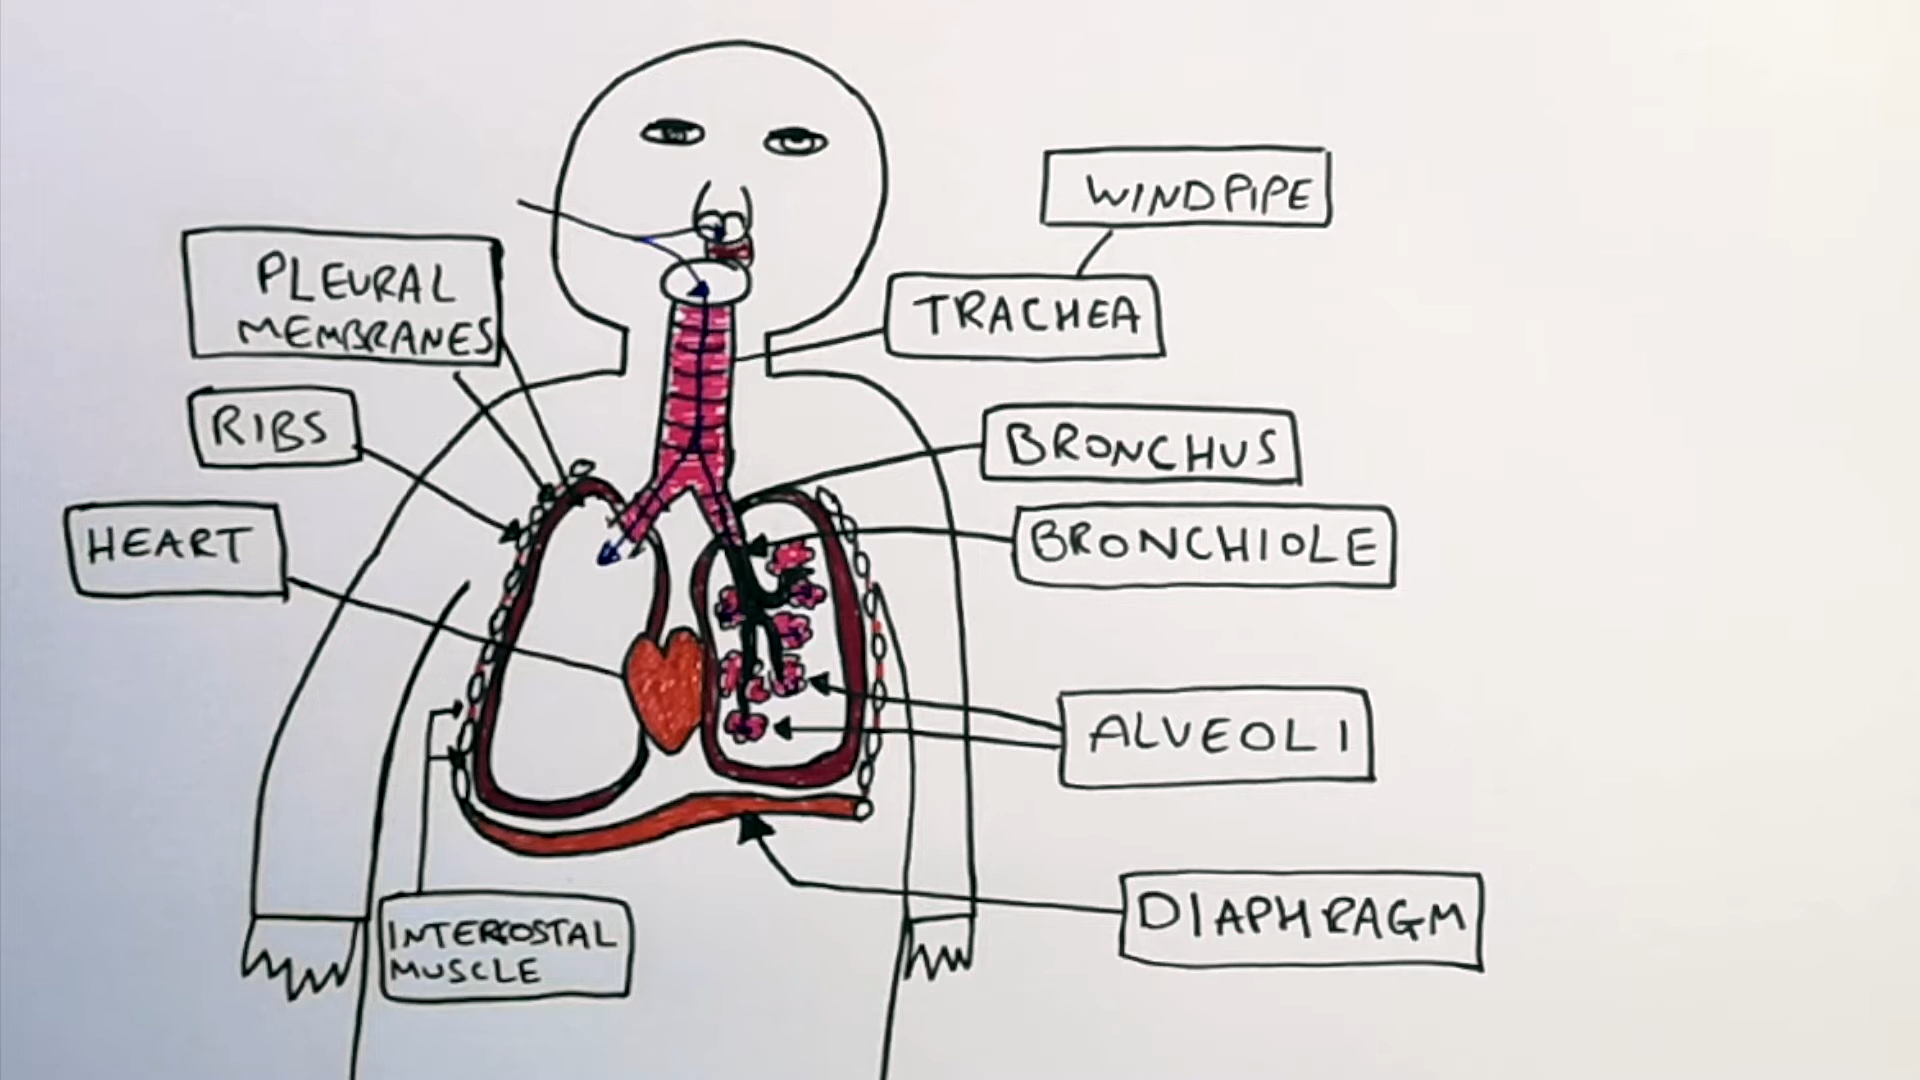 WINDPIPE
PLEURAL
MEMBRANES
TRACHEA
RIBS
BRONCHUS
HEART
BRONCHIOLE
ALVEOLI
DIAPHRAGM
INTERCOSTAL
MUSCLE